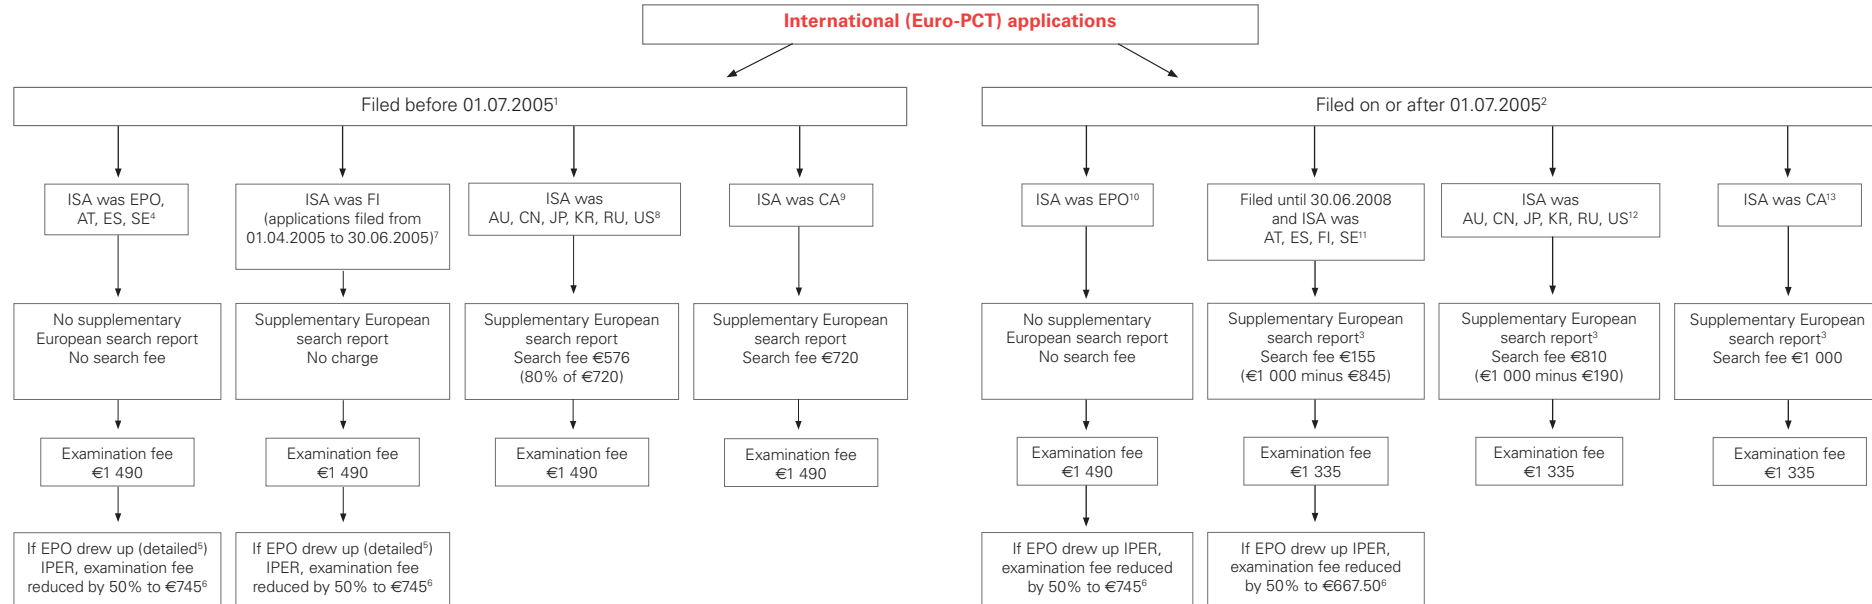 International (Euro-PCT) applications
Filed before 01.07.2005¹
Filed on or after 01.07.2005²
ISA was EPO,
AT, ES, SE⁴
No supplementary
European search report
No search fee
Examination fee
€1 490
If EPO drew up (detailed⁵)
IPER, examination fee
reduced by 50% to €745⁶
ISA was FI
(applications filed from
01.04.2005 to 30.06.2005)⁷
Supplementary European
search report
No charge
Examination fee
€1 490
If EPO drew up (detailed⁵)
IPER, examination fee
reduced by 50% to €745⁶
ISA was
AU, CN, JP, KR, RU, US⁸
Supplementary European
search report
Search fee €576
(80% of €720)
Examination fee
€1 490
ISA was CA⁹
Supplementary European
search report
Search fee €720
Examination fee
€1 490
ISA was EPO¹⁰
No supplementary
European search report
No search fee
Examination fee
€1 490
If EPO drew up IPER,
examination fee reduced
by 50% to €745⁶
Filed until 30.06.2008
and ISA was
AT, ES, FI, SE¹¹
Supplementary European
search report³
Search fee €155
(€1 000 minus €845)
Examination fee
€1 335
If EPO drew up IPER,
examination fee reduced
by 50% to €667.50⁶
ISA was
AU, CN, JP, KR, RU, US¹²
Supplementary European
search report³
Search fee €810
(€1 000 minus €190)
Examination fee
€1 335
ISA was CA¹³
Supplementary European
search report³
Search fee €1 000
Examination fee
€1 335